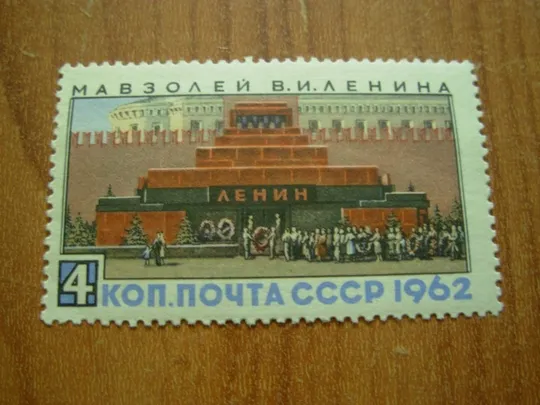 МАВЗОЛЕЙ В.И.ЛЕНИНА
ЛЕНИН
4 КОП.ПОЧТА СССР 1962